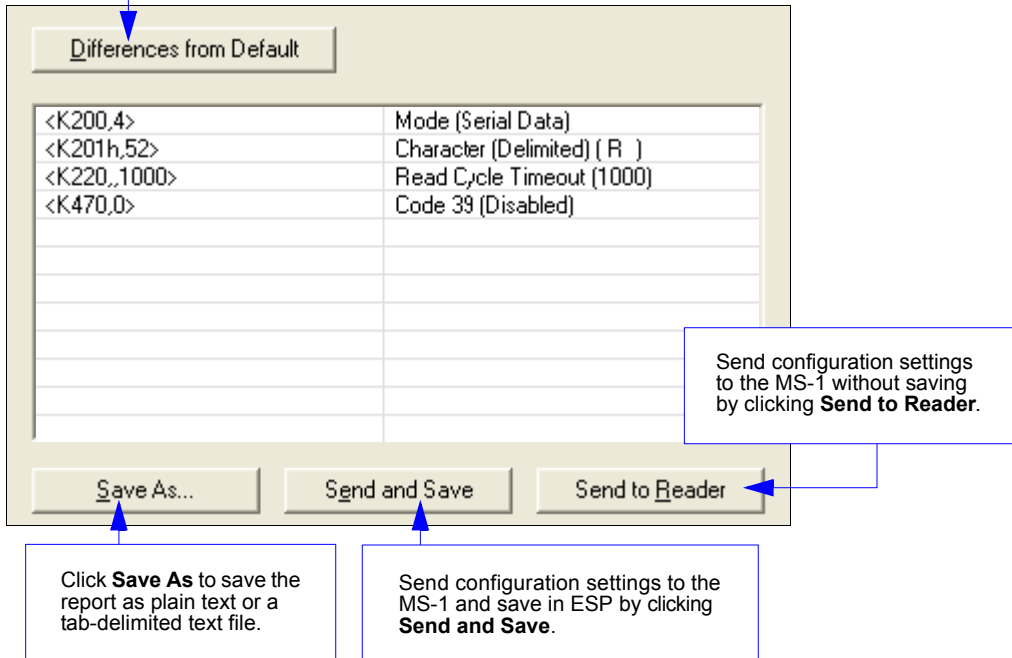 Differences from Default
<K200,4> Mode (Serial Data)
<K201h,52> Character (Delimited) ( R )
<K220,,1000> Read Cycle Timeout (1000)
<K470,0> Code 39 (Disabled)
Send configuration settings
to the MS-1 without saving
by clicking Send to Reader.
Save As... Send and Save Send to Reader
Click Save As to save the
report as plain text or a
tab-delimited text file.
Send configuration settings to the
MS-1 and save in ESP by clicking
Send and Save.